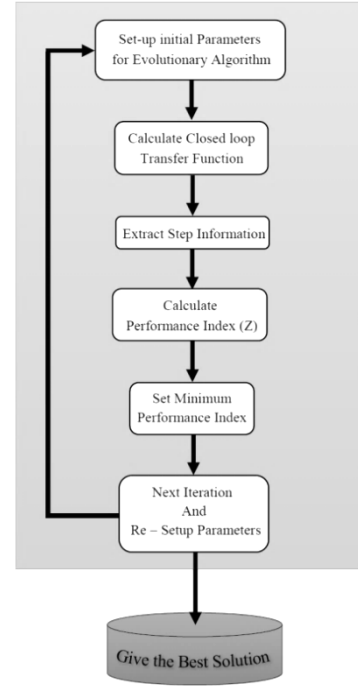 Set-up initial Parameters
for Evolutionary Algorithm
Calculate Closed loop
Transfer Function
Extract Step Information
Calculate
Performance Index (Z)
Set Minimum
Performance Index
Next Iteration
And
Re – Setup Parameters
Give the Best Solution